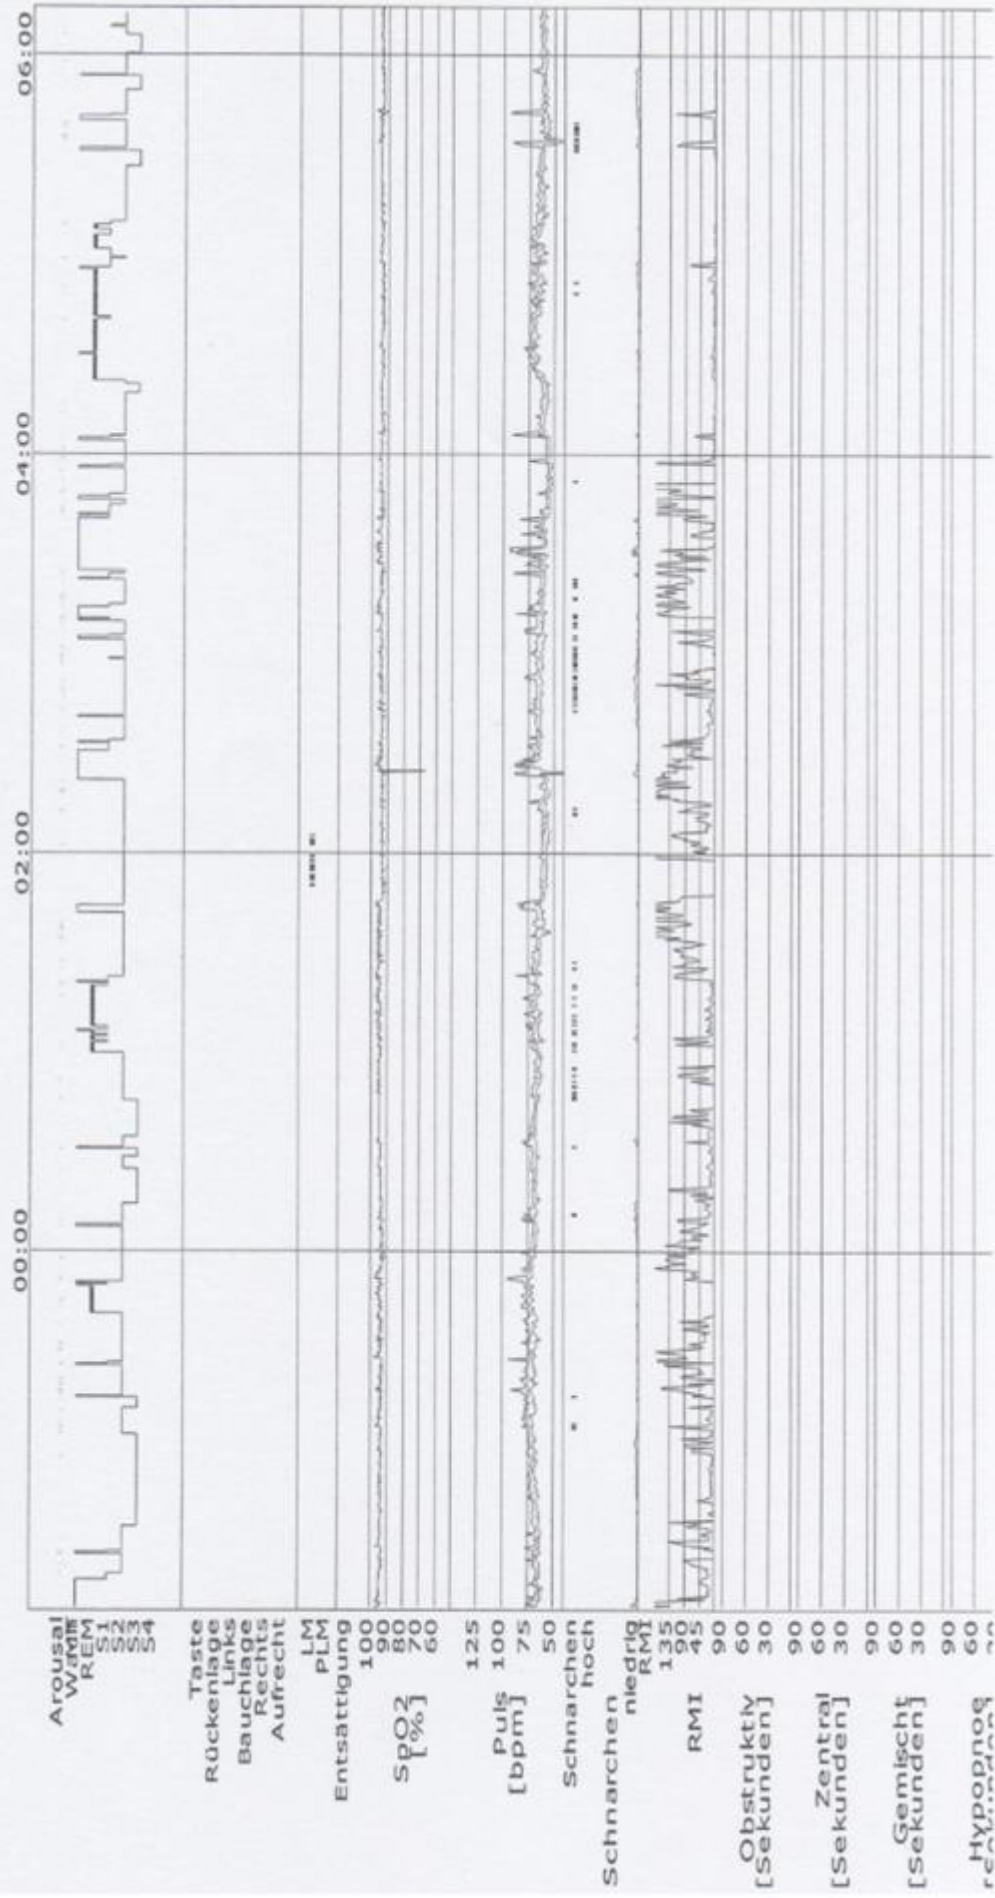 00:00 02:00 04:00 06:00
Arousal
REM
S1
S2
S3
S4
Taste
Rückenlage
Links
Bauchlage
Rechts
Aufrecht
LM
PLM
Entsättigung
100
90
80
70
60
SpO2
[%]
125
100
75
50
Puls
[bpm]
Schnarchen
hoch
Schnarchen
niedrig
RMI
135
90
45
RMI
90
60
30
Obstruktiv
[Sekunden]
90
60
30
Zentral
[Sekunden]
90
60
30
Gemischt
[Sekunden]
90
60
Hypopnoe